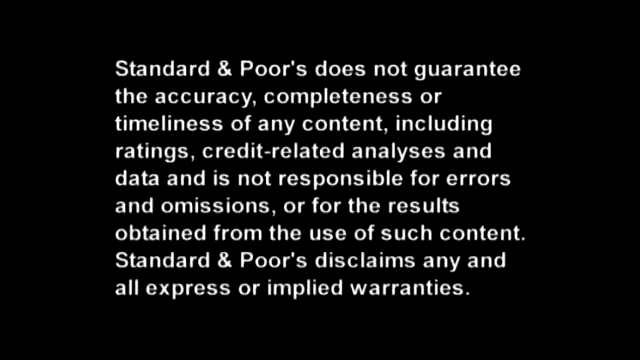 Standard & Poor's does not guarantee
the accuracy, completeness or
timeliness of any content, including
ratings, credit-related analyses and
data and is not responsible for errors
and omissions, or for the results
obtained from the use of such content.
Standard & Poor's disclaims any and
all express or implied warranties.